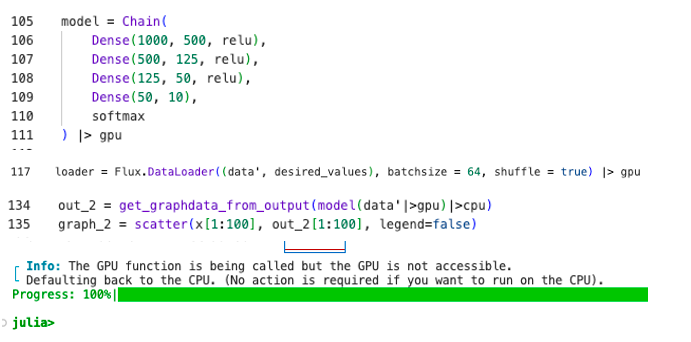 105 model = Chain(
106 Dense(1000, 500, relu),
107 Dense(500, 125, relu),
108 Dense(125, 50, relu),
109 Dense(50, 10),
110 softmax
111 ) |> gpu
117 loader = Flux.DataLoader((data', desired_values), batchsize = 64, shuffle = true) |> gpu
134 out_2 = get_graphdata_from_output(model(data'|>gpu)|>cpu)
135 graph_2 = scatter(x[1:100], out_2[1:100], legend=false)
Info: The GPU function is being called but the GPU is not accessible.
Defaulting back to the CPU. (No action is required if you want to run on the CPU).
Progress: 100%|
julia>